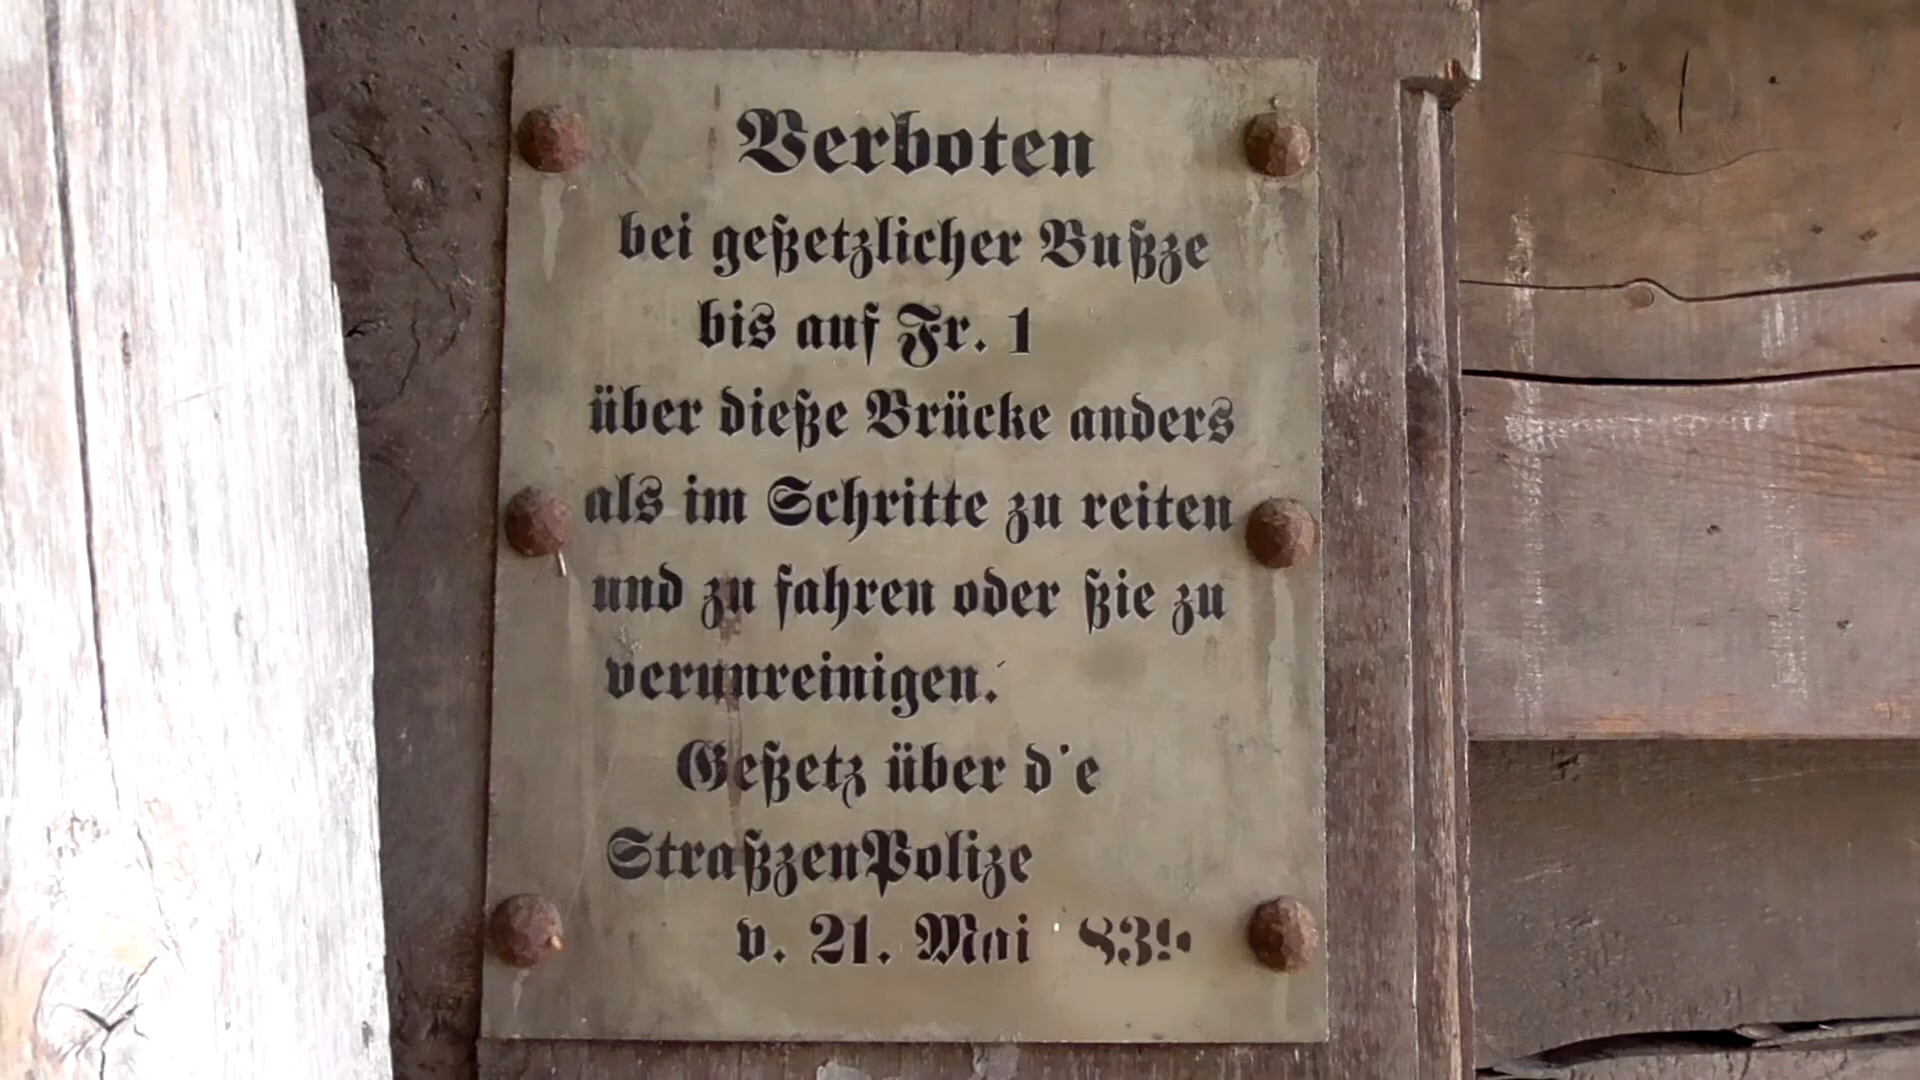 Verboten
bei geßetzlicher Bußze
bis auf Fr. 1
über dieße Brücke anders
als im Schritte zu reiten
und zu fahren oder ßie zu
verunreinigen.
Geßetz über d e
StraßzenPolize
v. 21. Mai 839.